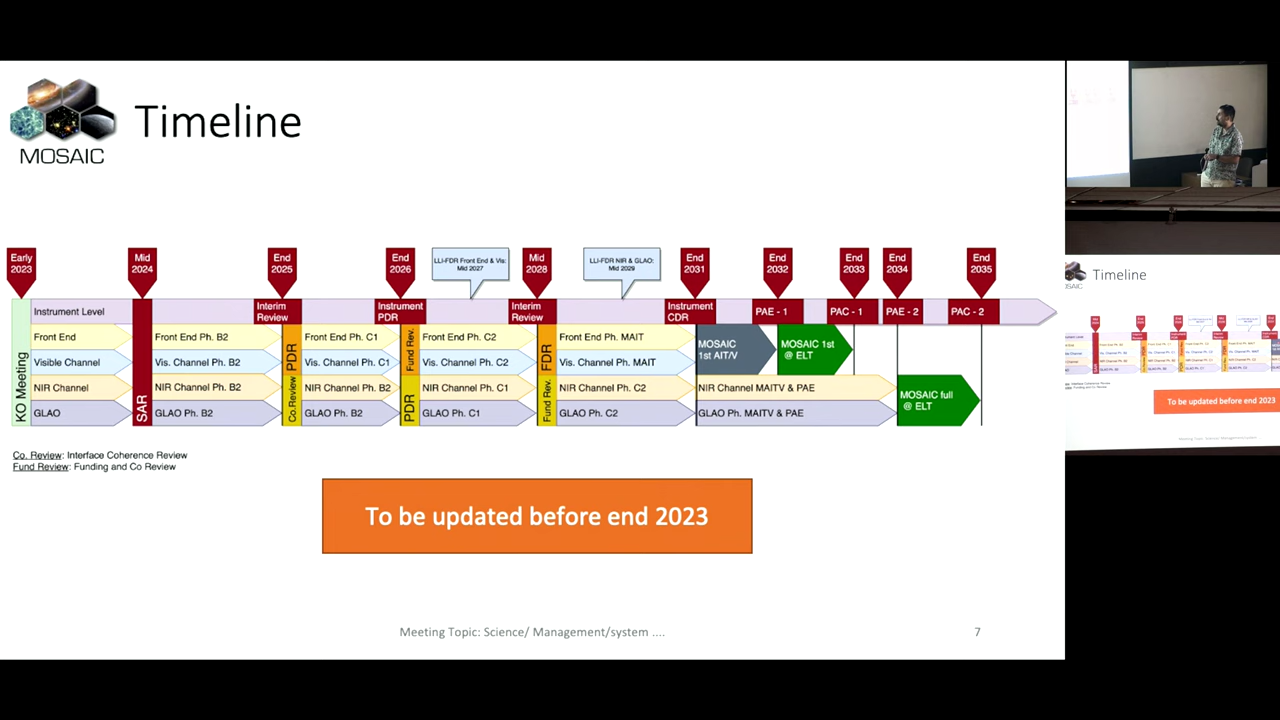 MOSAIC
Timeline
Early 2023
Mid 2024
End 2025
End 2026
LLI-FDR Front End & Vis: Mid 2027
Mid 2028
LLI-FDR NIR & GLAO: Mid 2029
End 2031
End 2032
End 2033
End 2034
End 2035
Instrument Level
Interim Review
Instrument PDR
Interim Review
Instrument CDR
PAE - 1
PAC - 1
PAE - 2
PAC - 2
KO Meeting
SAR
Front End
Front End Ph. B2
PDR
Front End Ph. C1
Fund Rev.
Front End Ph. C2
FDR
Front End Ph. MAIT
MOSAIC 1st AIT/V
MOSAIC 1st @ ELT
Visible Channel
Vis. Channel Ph. B2
Vis. Channel Ph. C1
Vis. Channel Ph. C2
Vis.Channel Ph. MAIT
NIR Channel
NIR Channel Ph. B2
Co.Review
NIR Channel Ph. B2
PDR
NIR Channel Ph. C1
Fund Rev.
NIR Channel Ph. C2
NIR Channel MAITV & PAE
MOSAIC full @ ELT
GLAO
GLAO Ph. B2
GLAO Ph. B2
GLAO Ph. C1
GLAO Ph. C2
GLAO Ph. MAITV & PAE
Co. Review: Interface Coherence Review
Fund Review: Funding and Co Review
To be updated before end 2023
Meeting Topic: Science/ Management/system ....
7
Timeline
To be updated before end 2023